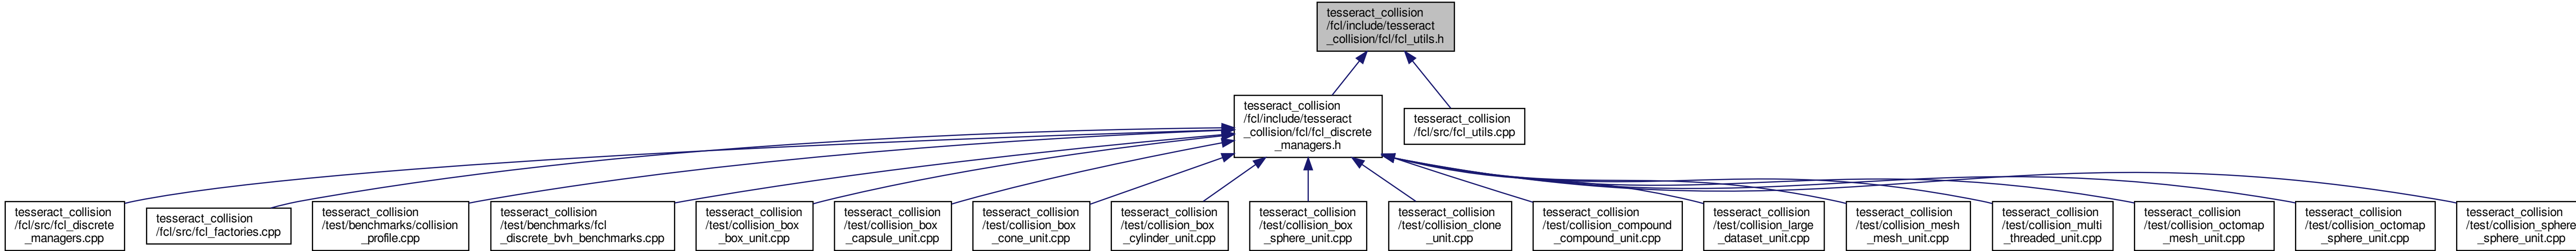 tesseract_collision
/fcl/include/tesseract
_collision/fcl/fcl_utils.h
tesseract_collision
/fcl/include/tesseract
_collision/fcl/fcl_discrete
_managers.h
tesseract_collision
/fcl/src/fcl_utils.cpp
tesseract_collision
/fcl/src/fcl_discrete
_managers.cpp
tesseract_collision
/fcl/src/fcl_factories.cpp
tesseract_collision
/test/benchmarks/collision
_profile.cpp
tesseract_collision
/test/benchmarks/fcl
_discrete_bvh_benchmarks.cpp
tesseract_collision
/test/collision_box
_box_unit.cpp
tesseract_collision
/test/collision_box
_capsule_unit.cpp
tesseract_collision
/test/collision_box
_cone_unit.cpp
tesseract_collision
/test/collision_box
_cylinder_unit.cpp
tesseract_collision
/test/collision_box
_sphere_unit.cpp
tesseract_collision
/test/collision_clone
_unit.cpp
tesseract_collision
/test/collision_compound
_compound_unit.cpp
tesseract_collision
/test/collision_large
_dataset_unit.cpp
tesseract_collision
/test/collision_mesh
_mesh_unit.cpp
tesseract_collision
/test/collision_multi
_threaded_unit.cpp
tesseract_collision
/test/collision_octomap
_mesh_unit.cpp
tesseract_collision
/test/collision_octomap
_sphere_unit.cpp
tesseract_collision
/test/collision_sphere
_sphere_unit.cpp